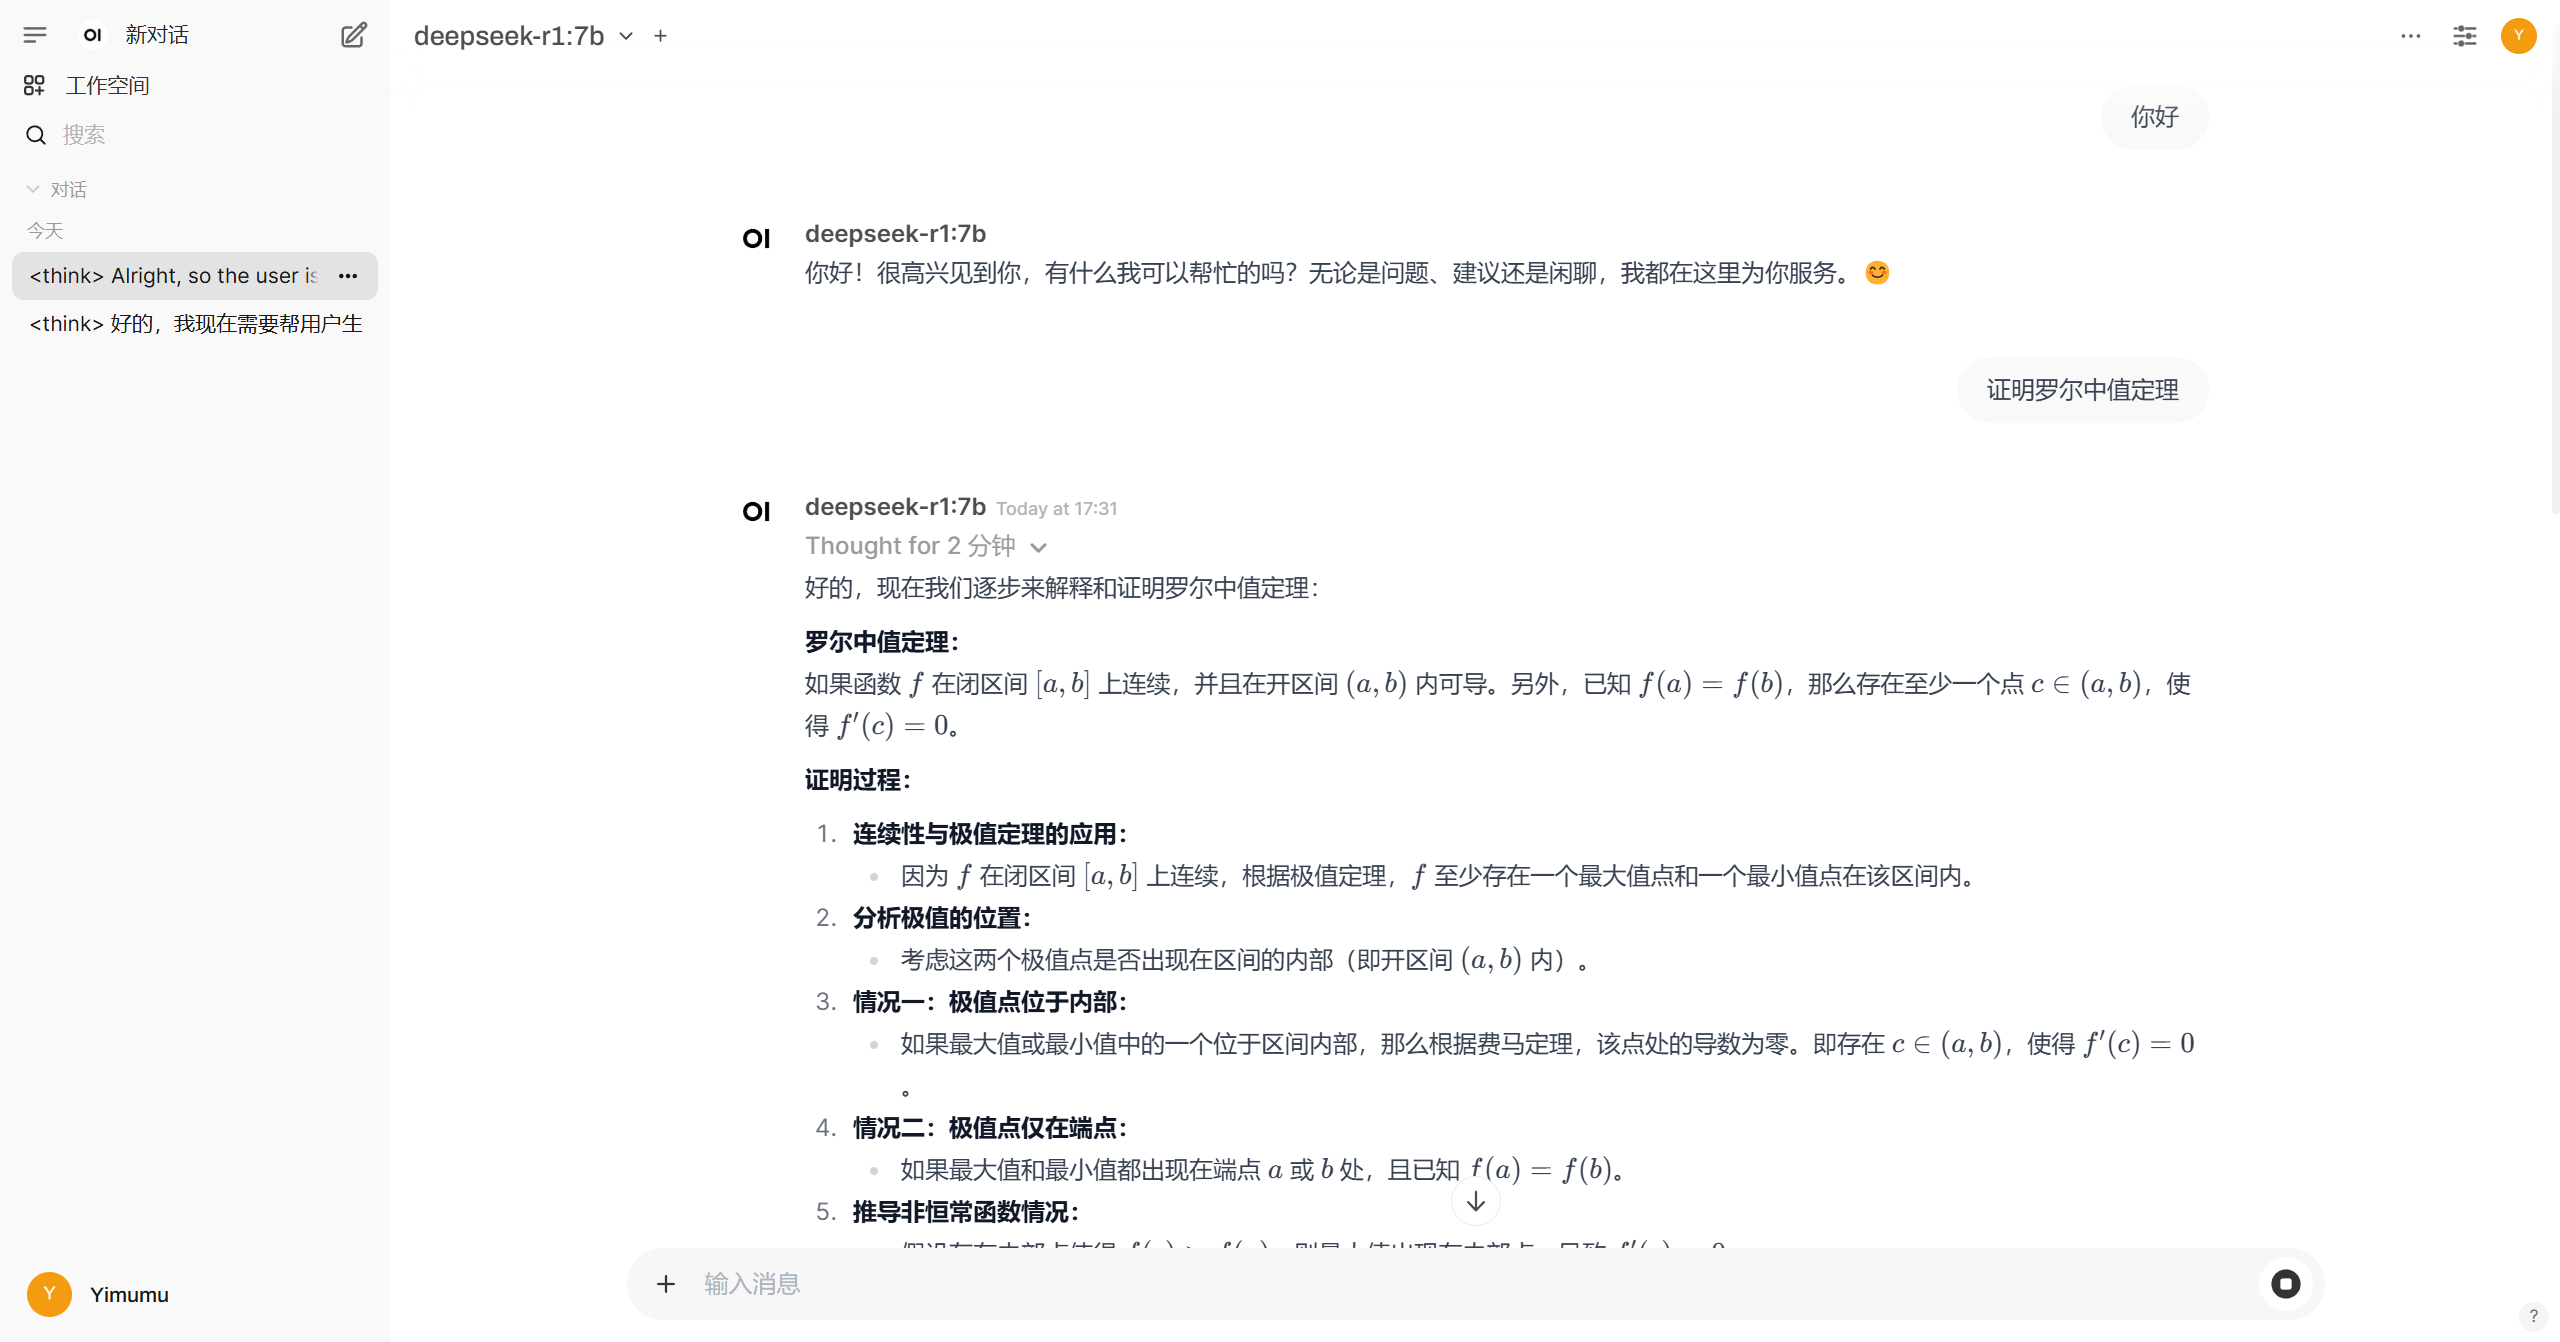 OI 新对话
工作空间
搜索
对话
今天
<think> Alright, so the user is
<think> 好的，我现在需要帮用户生
Y Yimumu
deepseek-r1:7b
Y
你好
OI deepseek-r1:7b
你好！很高兴见到你，有什么我可以帮忙的吗？无论是问题、建议还是闲聊，我都在这里为你服务。😊
证明罗尔中值定理
OI deepseek-r1:7b Today at 17:31
Thought for 2 分钟
好的，现在我们逐步来解释和证明罗尔中值定理：
罗尔中值定理：
如果函数 f 在闭区间 [a, b] 上连续，并且在开区间 (a, b) 内可导。另外，已知 f(a) = f(b)，那么存在至少一个点 c ∈ (a, b)，使
得 f′(c) = 0。
证明过程：
1. 连续性与极值定理的应用：
因为 f 在闭区间 [a, b] 上连续，根据极值定理，f 至少存在一个最大值点和一个最小值点在该区间内。
2. 分析极值的位置：
考虑这两个极值点是否出现在区间的内部（即开区间 (a, b) 内）。
3. 情况一：极值点位于内部：
如果最大值或最小值中的一个位于区间内部，那么根据费马定理，该点处的导数为零。即存在 c ∈ (a, b)，使得 f′(c) = 0
。
4. 情况二：极值点仅在端点：
如果最大值和最小值都出现在端点 a 或 b 处，且已知 f(a) = f(b)。
5. 推导非恒常函数情况：
输入消息
?